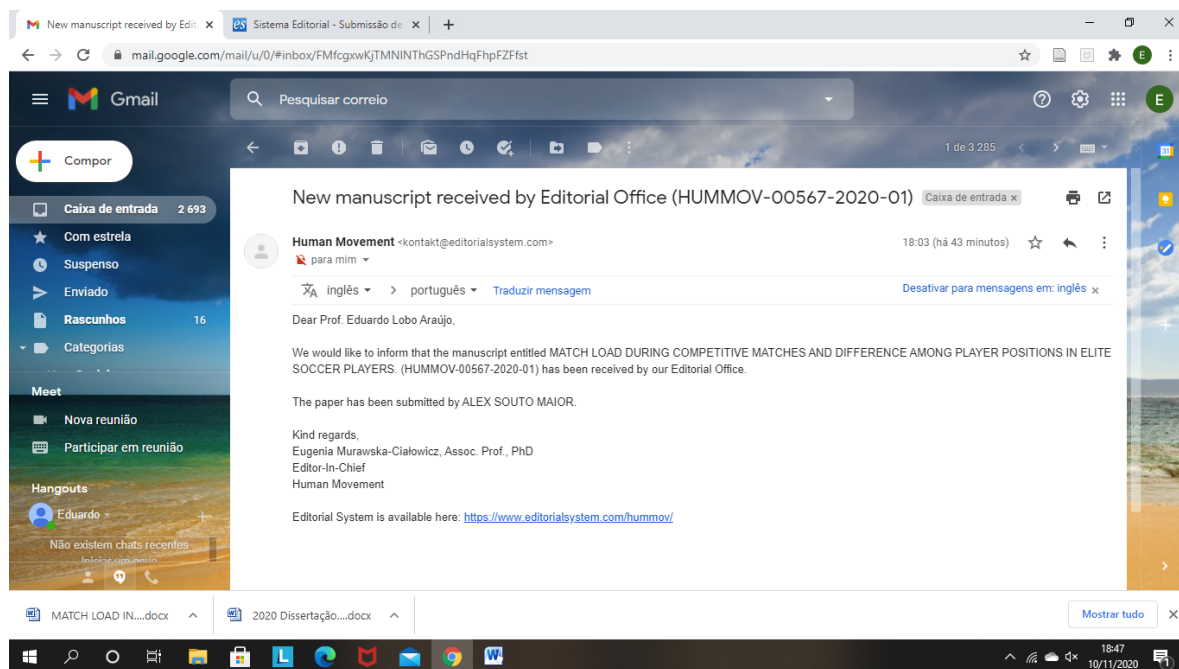 New manuscript received by Edit
Sistema Editorial - Submissão de
mail.google.com/mail/u/0/#inbox/FMfcgxwKjTMNINThGSPndHqFhpFZFfst
E
Gmail
Pesquisar correio
E
Compor
1 de 3 285
31
New manuscript received by Editorial Office (HUMMOV-00567-2020-01) Caixa de entrada x
Caixa de entrada 2 693
Com estrela
Suspenso
Enviado
Rascunhos 16
Categorias
Meet
Nova reunião
Participar em reunião
Hangouts
Eduardo
Não existem chats recentes
Iniciar um novo
Human Movement <kontakt@editorialsystem.com>
18:03 (há 43 minutos)
para mim
inglês > português Traduzir mensagem
Desativar para mensagens em: inglês x
Dear Prof. Eduardo Lobo Araújo,
We would like to inform that the manuscript entitled MATCH LOAD DURING COMPETITIVE MATCHES AND DIFFERENCE AMONG PLAYER POSITIONS IN ELITE
SOCCER PLAYERS. (HUMMOV-00567-2020-01) has been received by our Editorial Office.
The paper has been submitted by ALEX SOUTO MAIOR.
Kind regards,
Eugenia Murawska-Ciałowicz, Assoc. Prof., PhD
Editor-In-Chief
Human Movement
Editorial System is available here: https://www.editorialsystem.com/hummov/
MATCH LOAD IN....docx
2020 Dissertação....docx
Mostrar tudo
18:47
10/11/2020